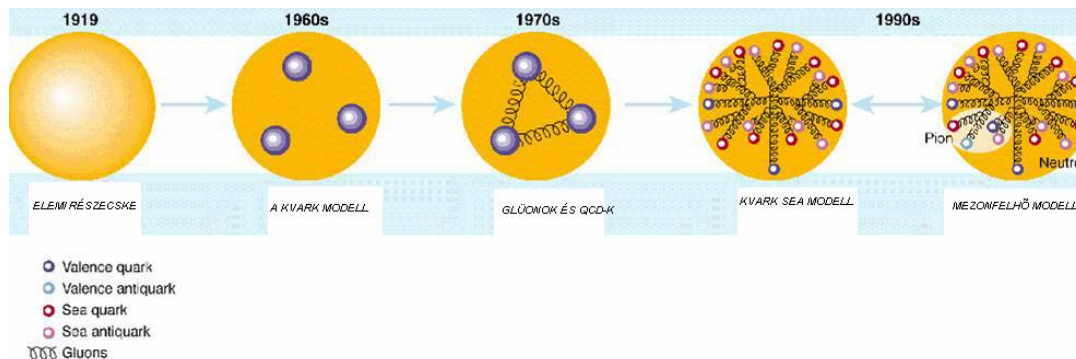 1919
1960s
1970s
1990s
Pion
Neutro
ELEMI RÉSZECSKE
A KVARK MODELL
GLÜONOK ÉS QCD-K
KVARK SEA MODELL
MEZONFELHŐ MODELL
Valence quark
Valence antiquark
Sea quark
Sea antiquark
Gluons